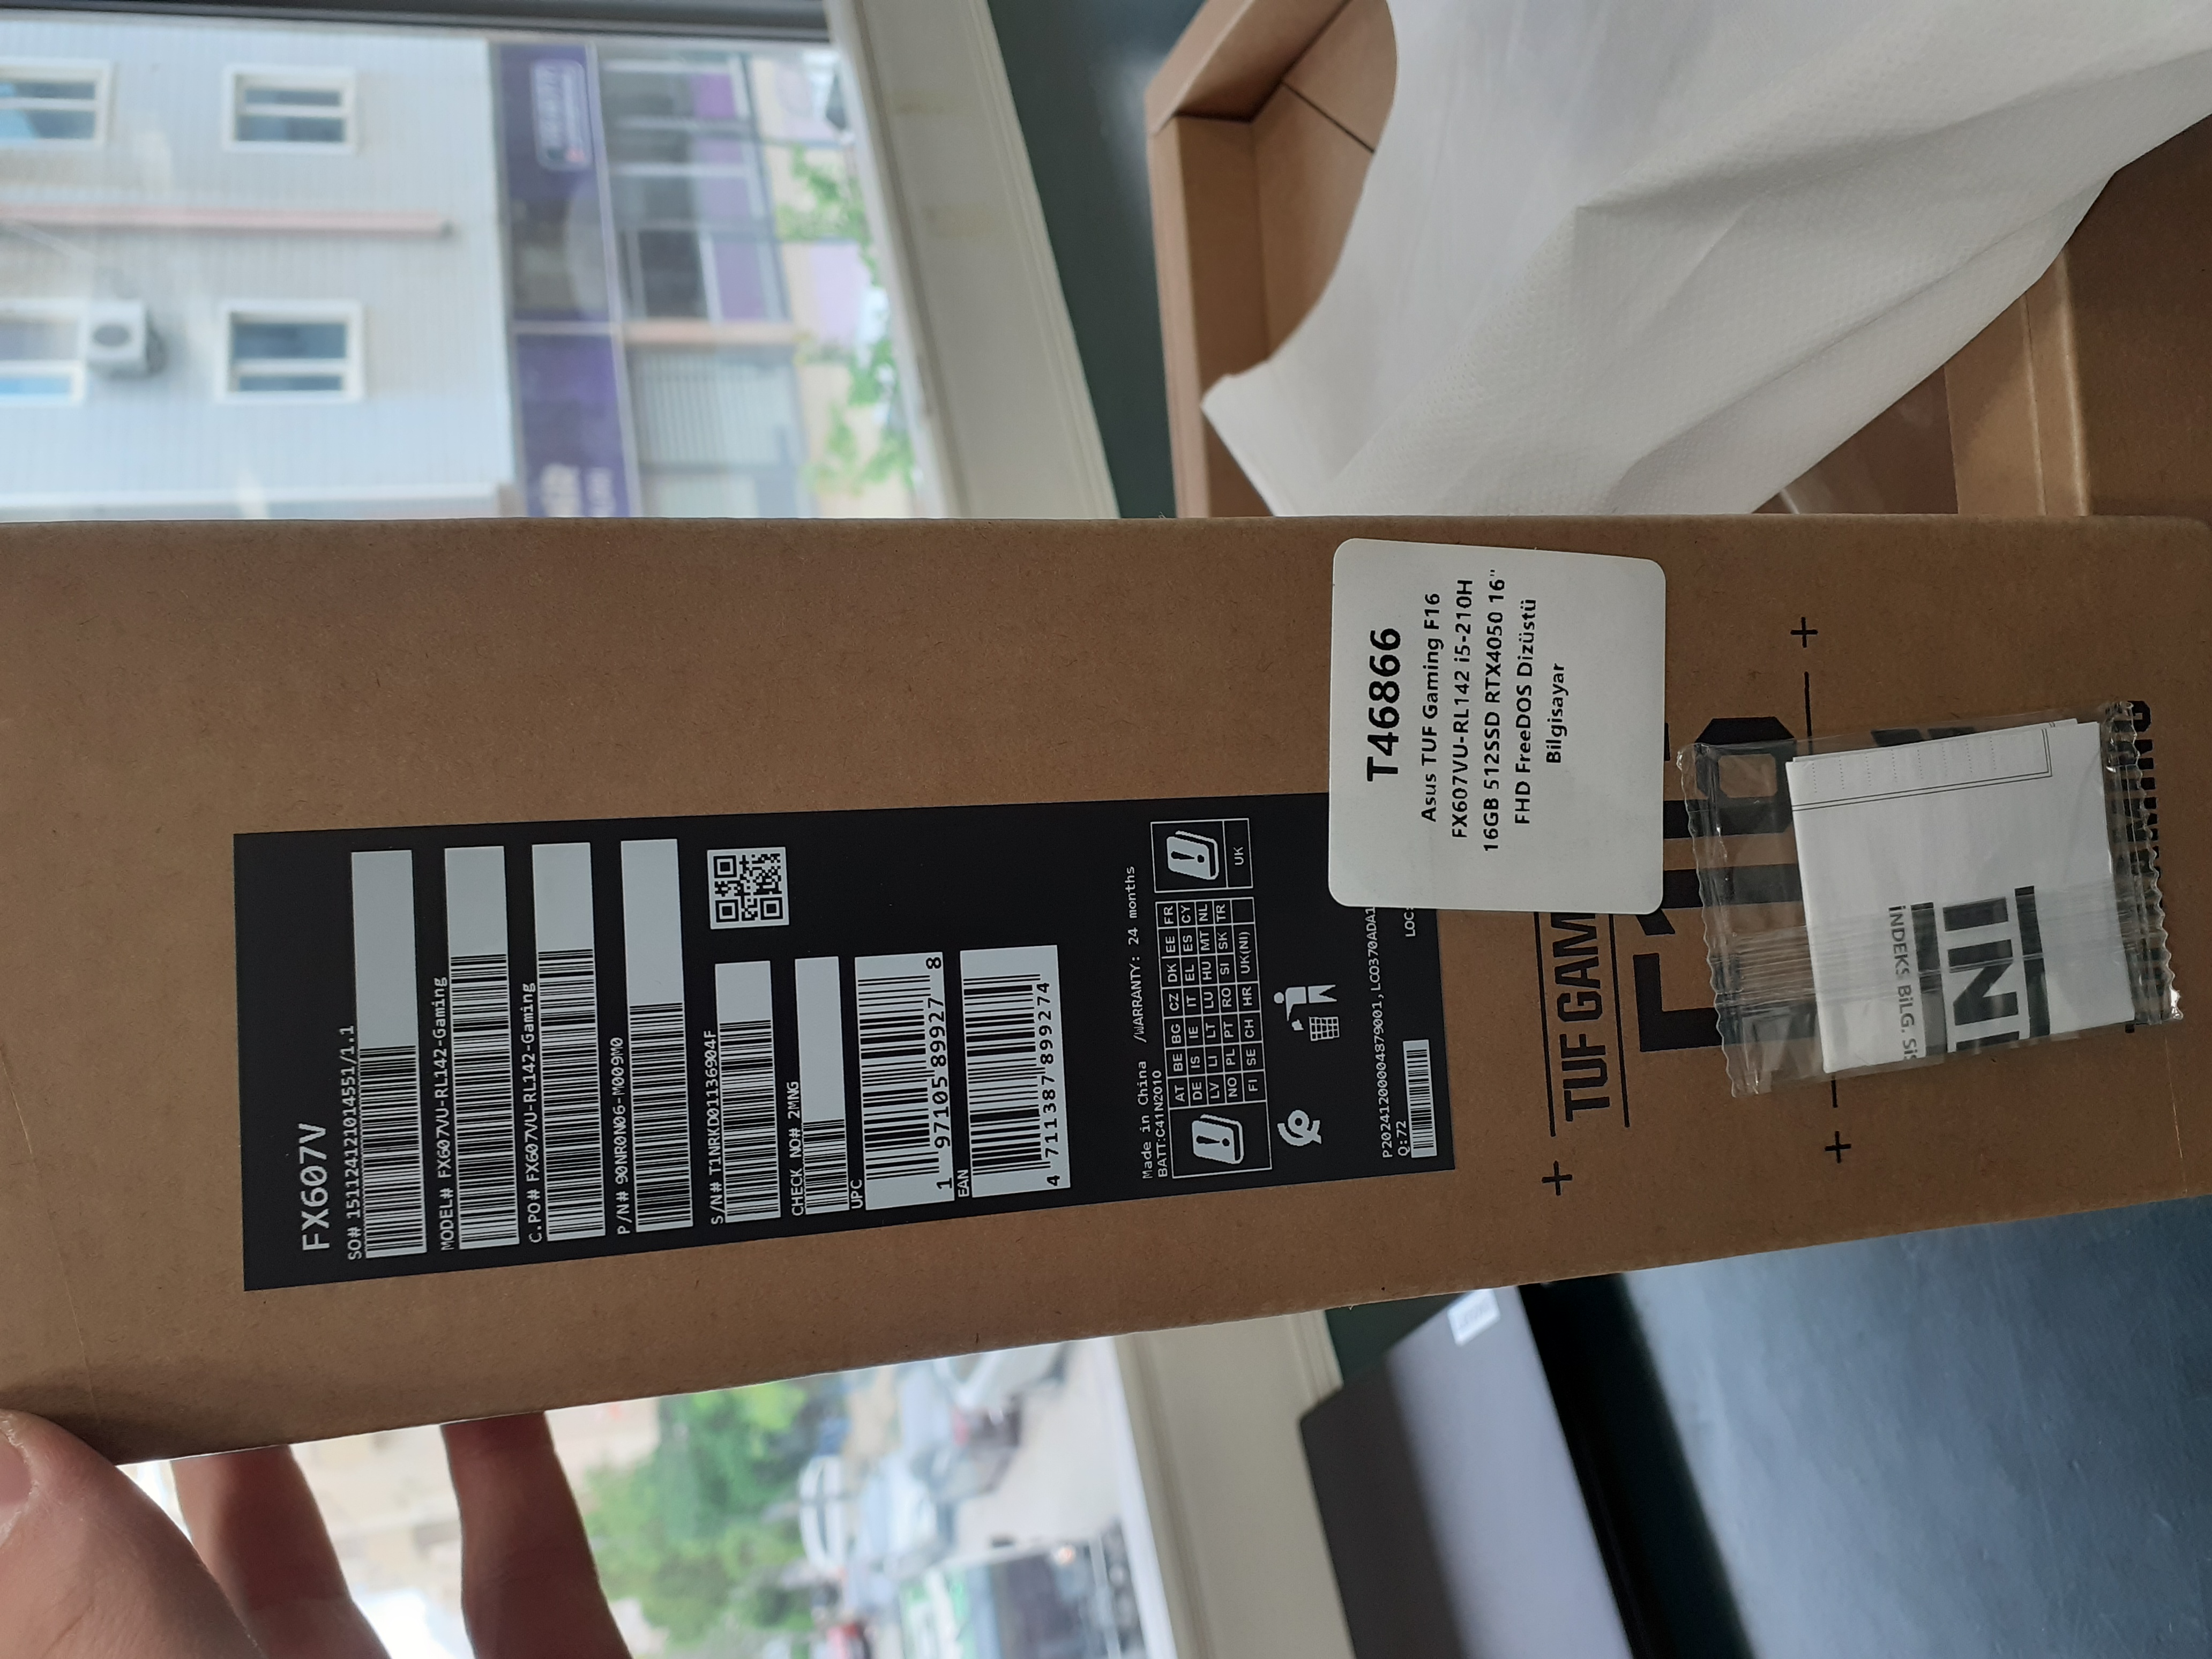 FX607V
SO# 151124121014551/1.1
MODEL# FX607VU-RL142-Gaming
C.PO# FX607VU-RL142-Gaming
P/N# 90NR0N06-M009M0
S/N# T1NRKD01136904F
CHECK NO# 2MNG
UPC
1 97105 89927 8
EAN
4 711387 899274
Made in China /WARRANTY: 24 months
BATT:C41N2010
AT BE BG CZ DK EE FR
DE IS IE IT EL ES CY
LV LI LT LU HU MT NL
NO PL PT RO SI SK TR
FI SE CH HR UK(NI)
UK
P20241200004879001,LCO370ADA1
Q:72
LOC:
T46866
Asus TUF Gaming F16
FX607VU-RL142 i5-210H
16GB 512SSD RTX4050 16"
FHD FreeDOS Dizüstü
Bilgisayar
TUF GAM
İNDEKS BİLG. Sİ
IN